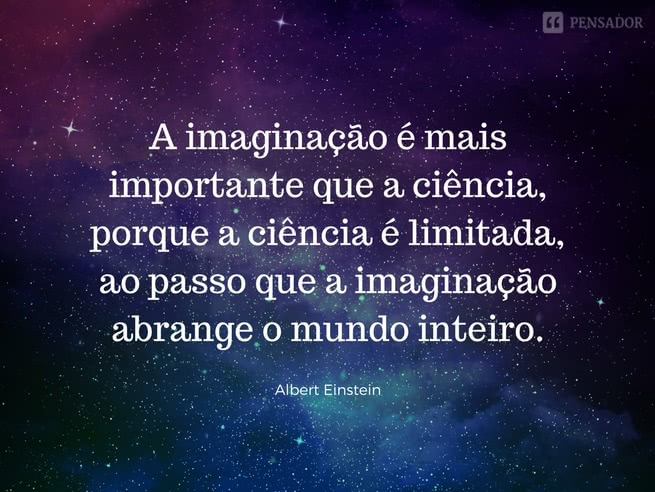 PENSADOR
A imaginação é mais
importante que a ciência,
porque a ciência é limitada,
ao passo que a imaginação
abrange o mundo inteiro.
Albert Einstein